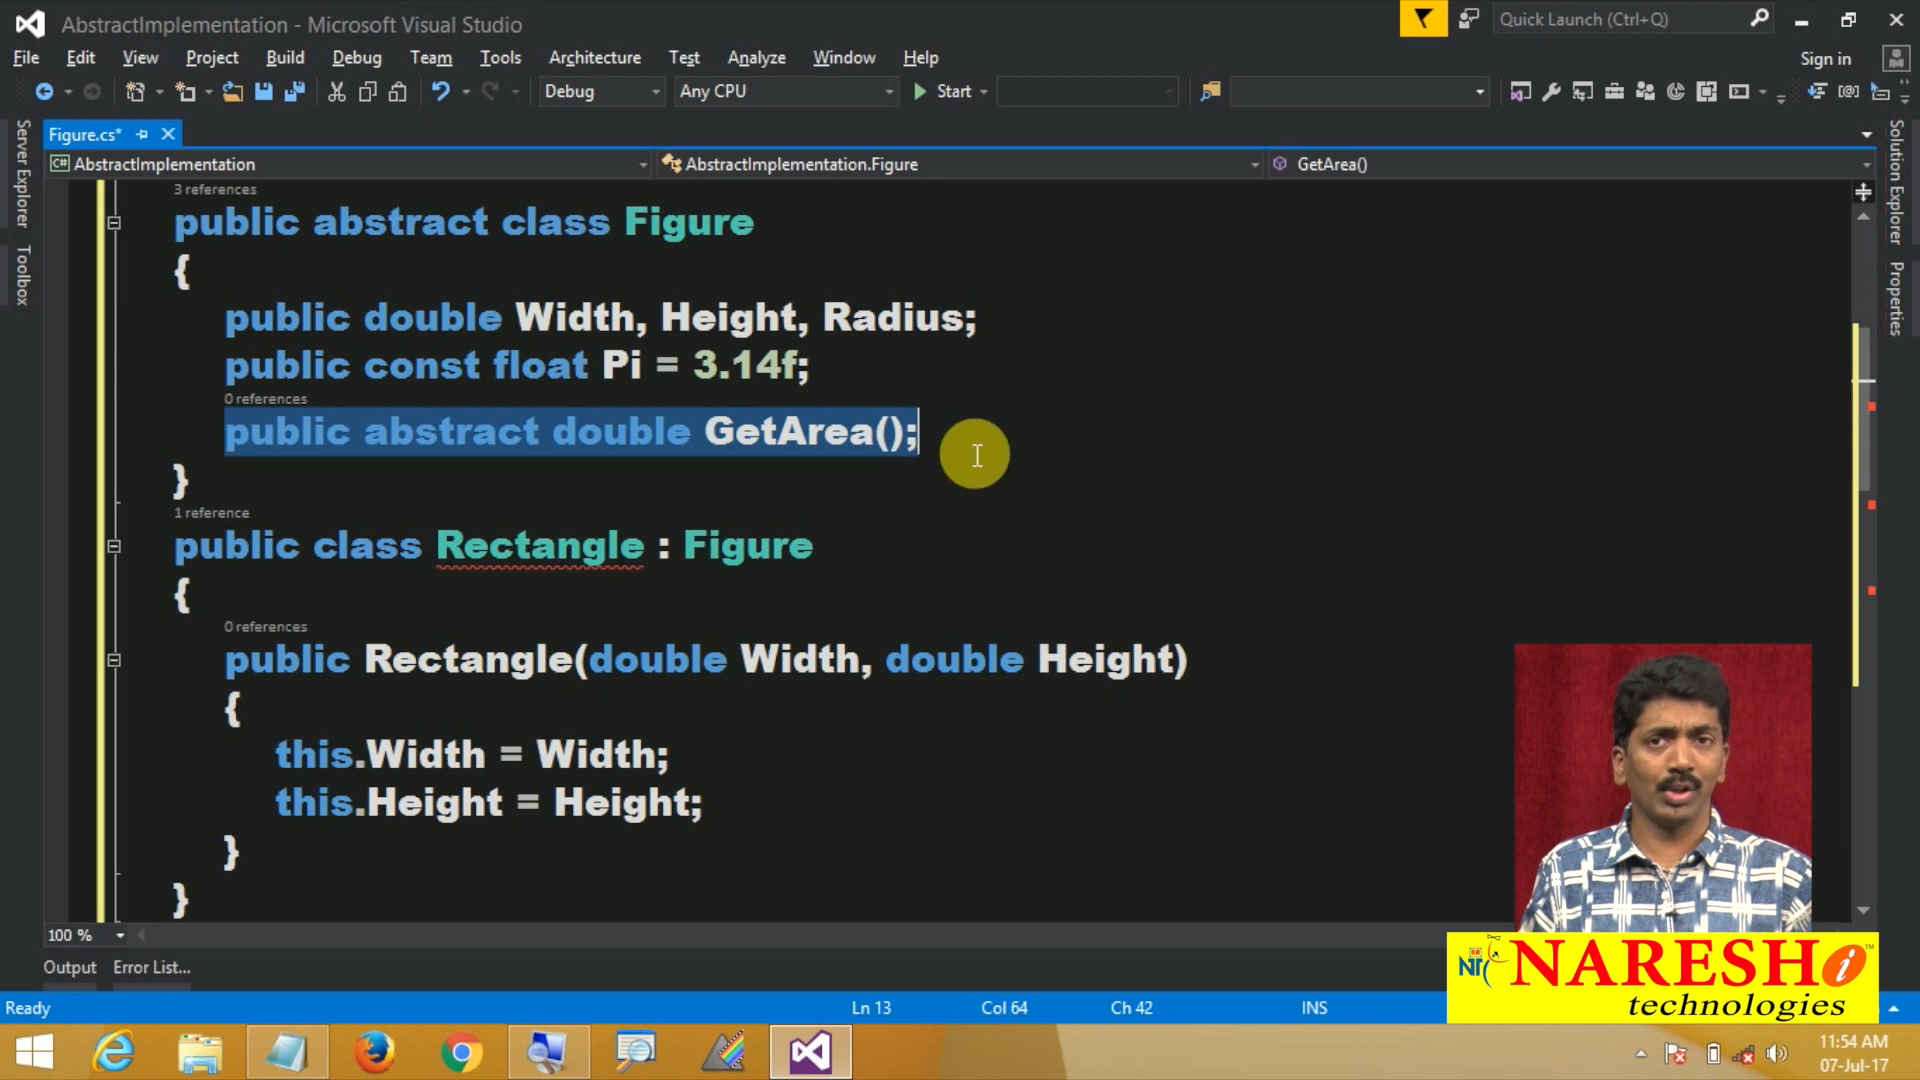 AbstractImplementation - Microsoft Visual Studio
Quick Launch (Ctrl+Q)
File Edit View Project Build Debug Team Tools Architecture Test Analyze Window Help
Sign in
Debug Any CPU Start
Server Explorer
Toolbox
Solution Explorer
Properties
Figure.cs*
C# AbstractImplementation AbstractImplementation.Figure GetArea()
3 references
public abstract class Figure
{
public double Width, Height, Radius;
public const float Pi = 3.14f;
0 references
public abstract double GetArea();
}
1 reference
public class Rectangle : Figure
{
0 references
public Rectangle(double Width, double Height)
{
this.Width = Width;
this.Height = Height;
}
}
100 %
Output Error List...
Ready Ln 13 Col 64 Ch 42 INS
NARESH i
technologies
11:54 AM
07-Jul-17